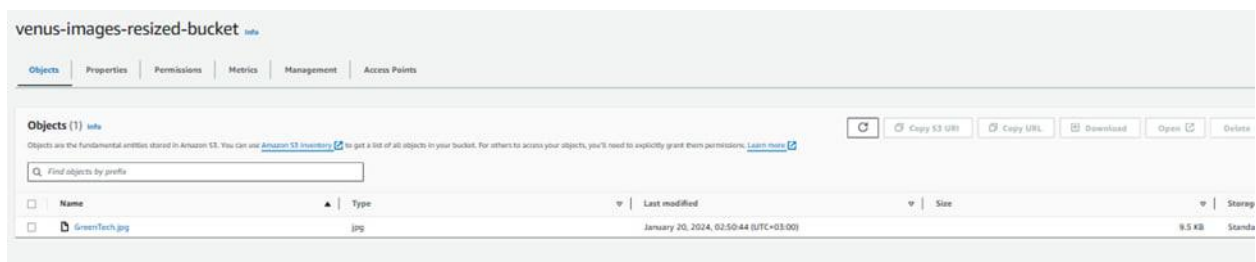 venus-images-resized-bucket Info
Objects Properties Permissions Metrics Management Access Points
Objects (1) Info
Copy S3 URI Copy URL Download Open Delete
Objects are the fundamental entities stored in Amazon S3. You can use Amazon S3 inventory to get a list of all objects in your bucket. For others to access your objects, you'll need to explicitly grant them permissions. Learn more
Find objects by prefix
Name Type Last modified Size Storag
GreenTech.jpg jpg January 20, 2024, 02:50:44 (UTC+03:00) 9.5 KB Standa